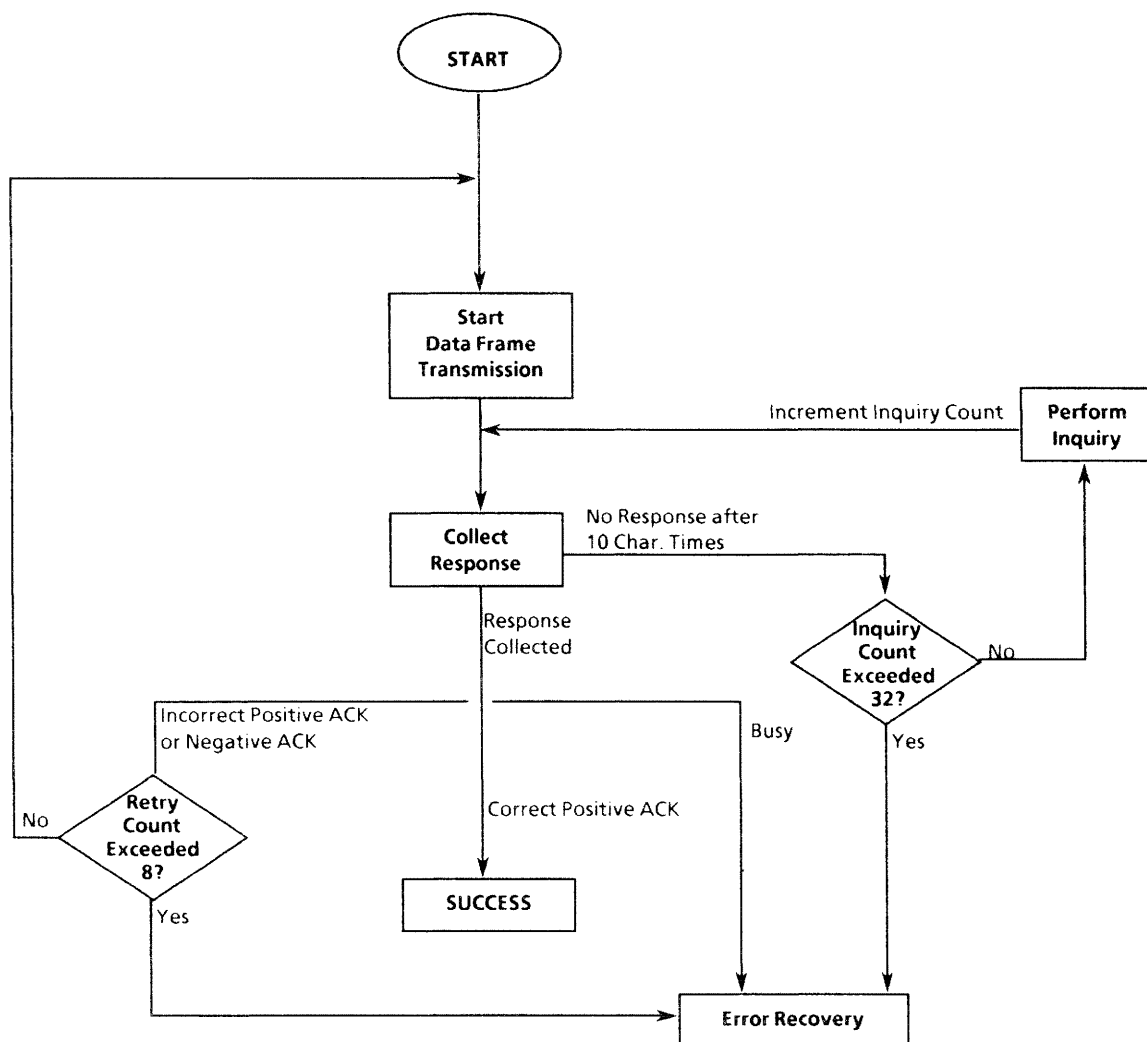 START
Start
Data Frame
Transmission
Increment Inquiry Count
Perform
Inquiry
Collect
Response
No Response after
10 Char. Times
Response
Collected
Inquiry
Count
Exceeded
32?
No
Incorrect Positive ACK
or Negative ACK
Busy
Yes
Retry
Count
Exceeded
8?
No
Correct Positive ACK
Yes
SUCCESS
Error Recovery